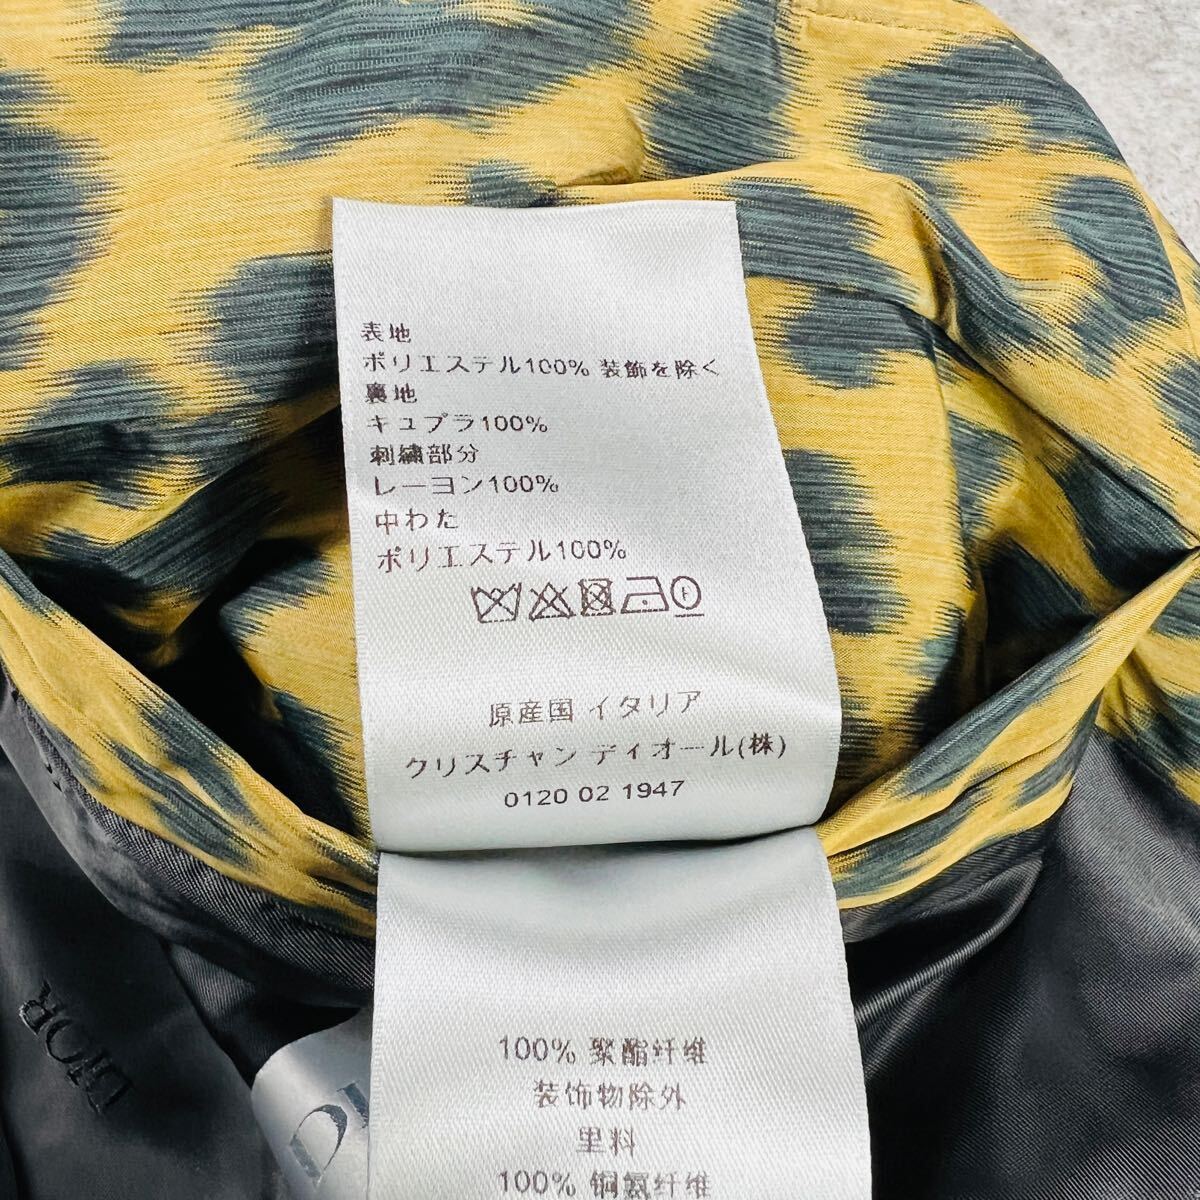 表地
ポリエステル100% 装飾を除く
裏地
キュプラ100%
刺繍部分
レーヨン100%
中わた
ポリエステル100%
原産国 イタリア
クリスチャン ディオール(株)
0120 02 1947
100% 聚酯纤维
装饰物除外
里料
100% 铜氨纤维
DIOR